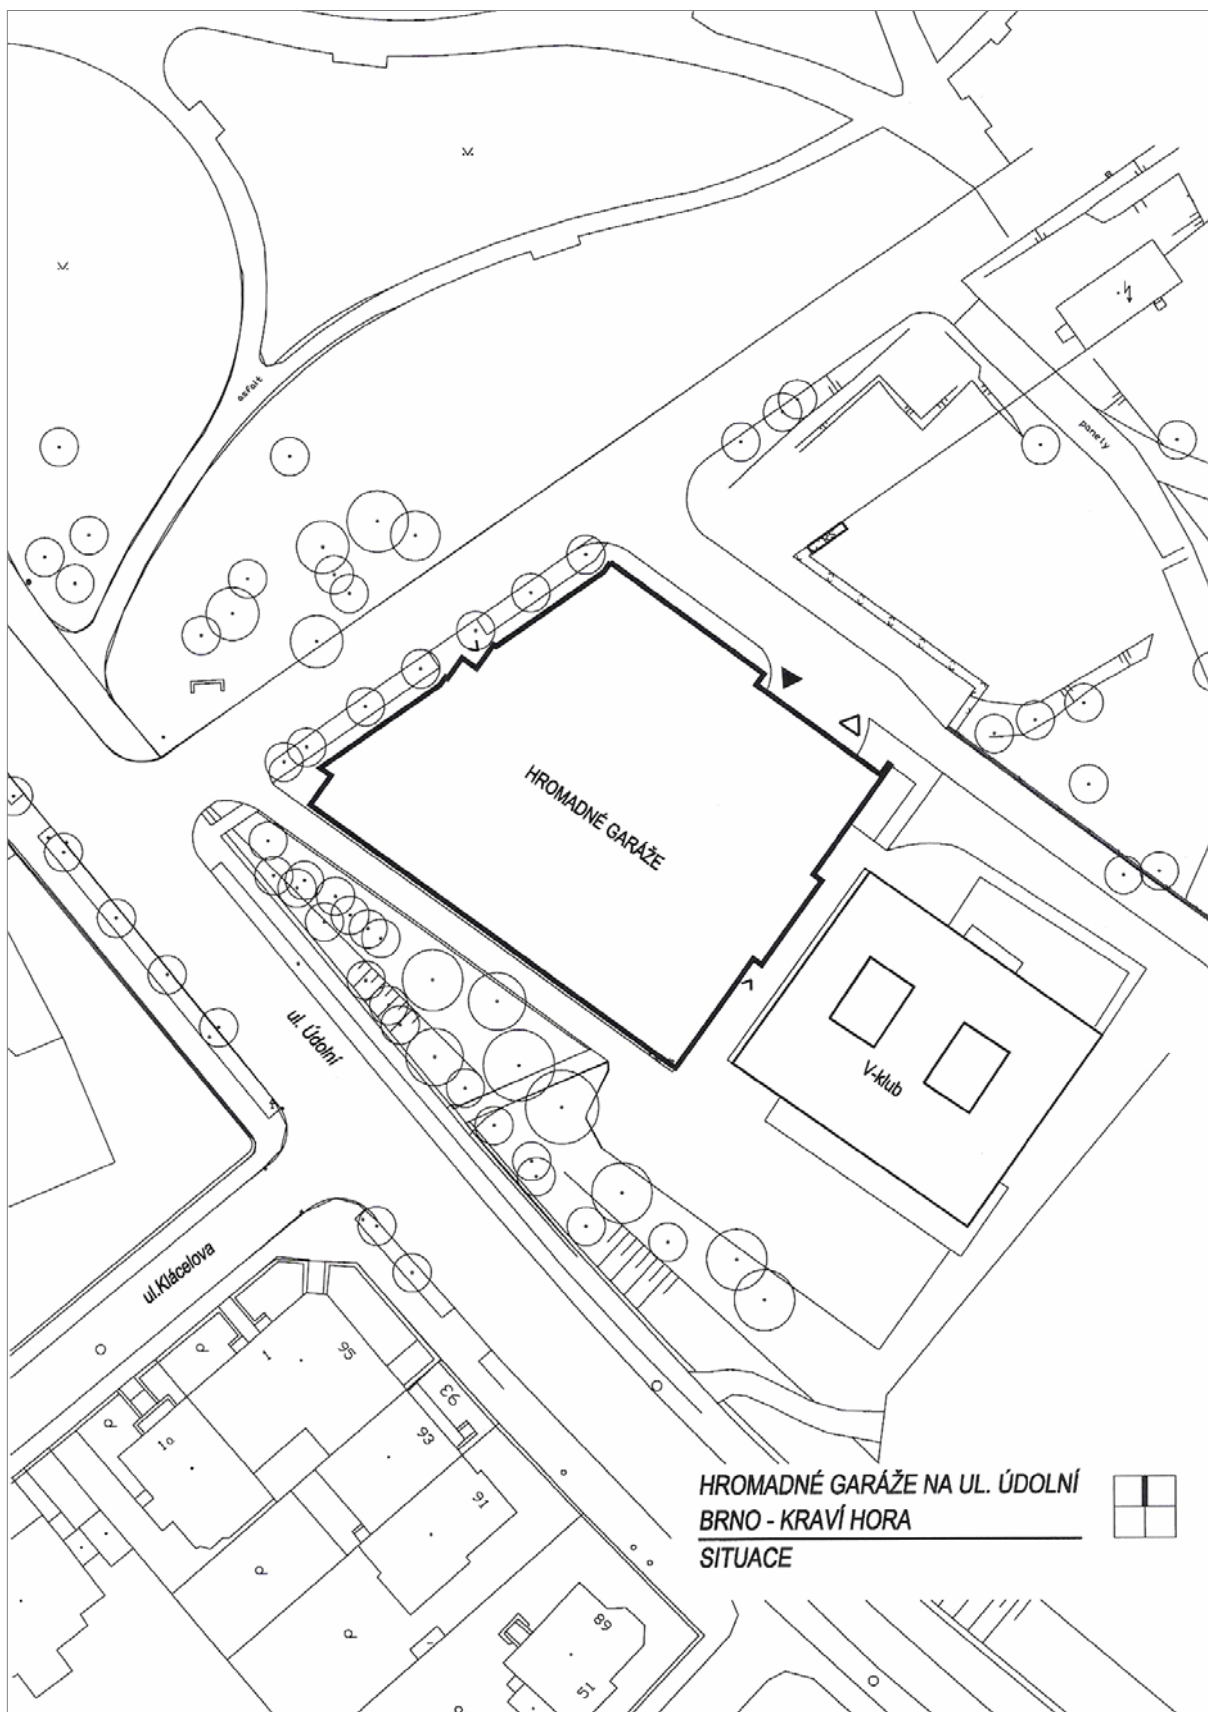 asfalt
panely
HROMADNÉ GARÁŽE
ul. Údolní
V-klub
ul.Klácelova
1
95
93
1a
93
91
HROMADNÉ GARÁŽE NA UL. ÚDOLNÍ
BRNO - KRAVÍ HORA
SITUACE
89
51